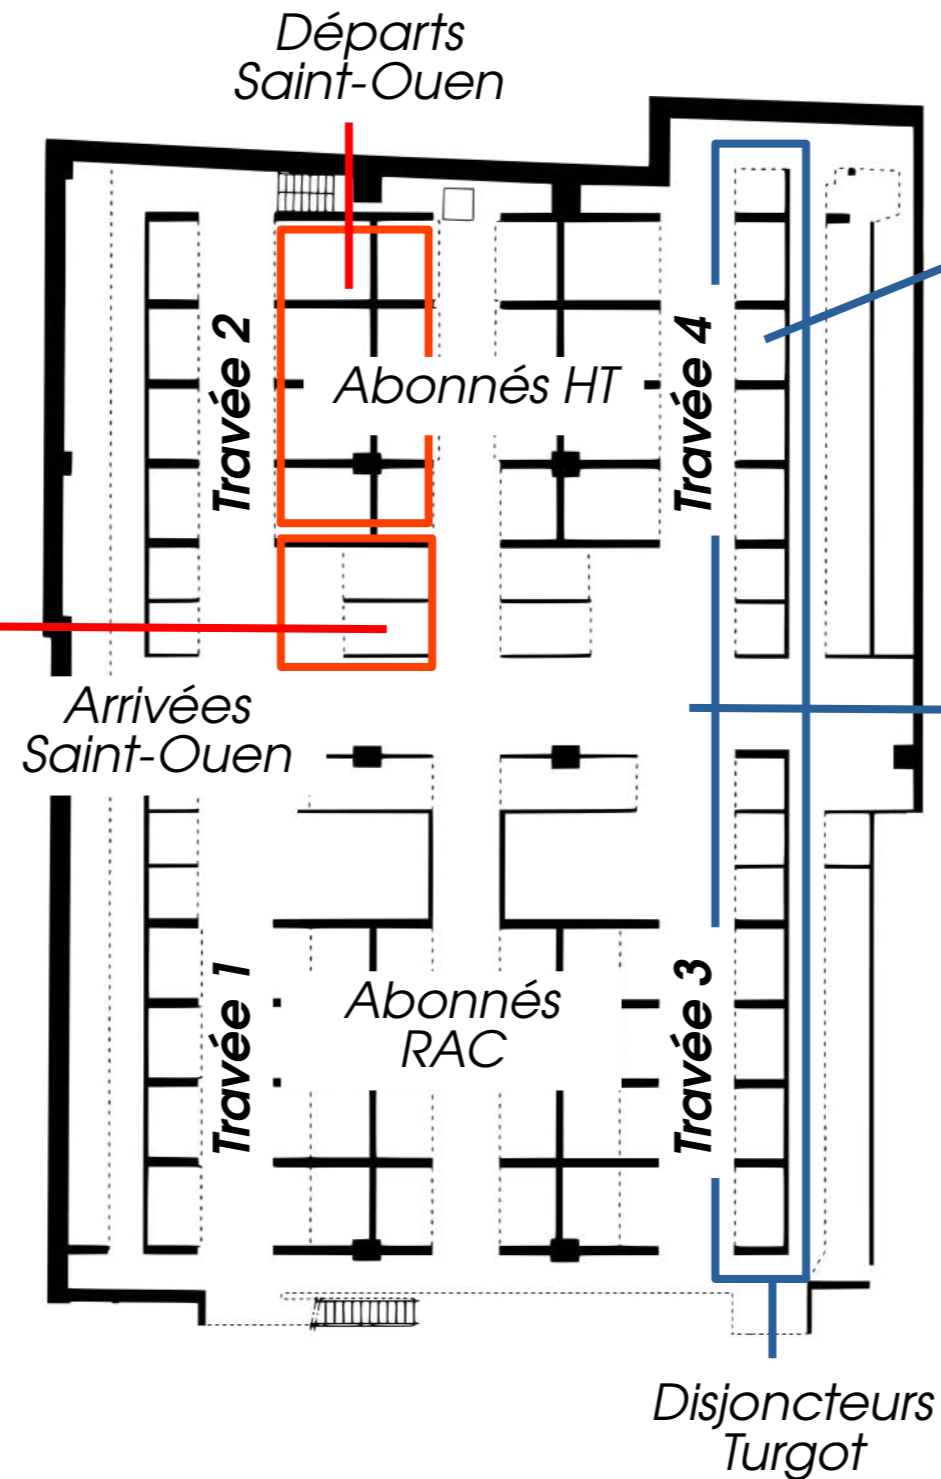 Départs
Saint-Ouen
Travée 2
Abonnés HT
Travée 4
Arrivées
Saint-Ouen
Travée 1
Abonnés
RAC
Travée 3
Disjoncteurs
Turgot